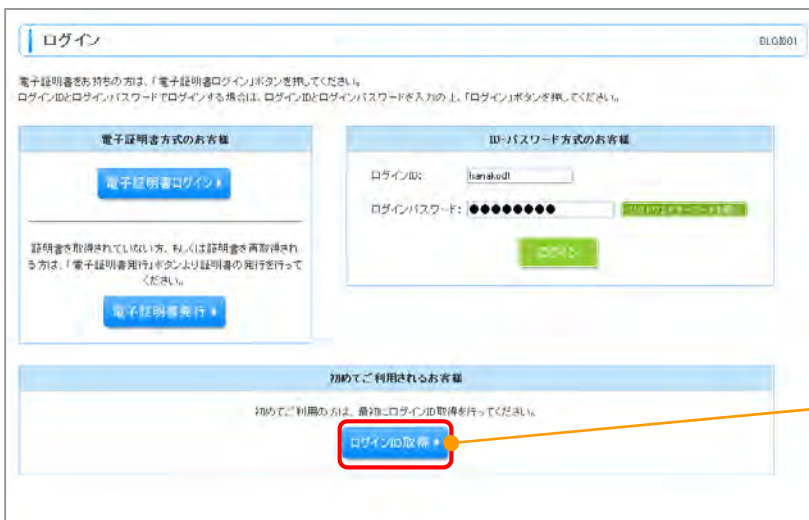 ログイン
BLGI001
電子証明書をお持ちの方は、「電子証明書ログイン」ボタンを押してください。
ログインIDとログインパスワードでログインする場合は、ログインIDとログインパスワードを入力の上、「ログイン」ボタンを押してください。
電子証明書方式のお客様
電子証明書ログイン
証明書を取得されていない方、もしくは証明書を再取得され
る方は、「電子証明書発行」ボタンより証明書の発行を行って
ください。
電子証明書発行
ID・パスワード方式のお客様
ログインID:
hanakodt
ログインパスワード: ●●●●●●●●
ログイン
初めてご利用されるお客様
初めてご利用の方は、最初にログインID取得を行ってください。
ログインID取得